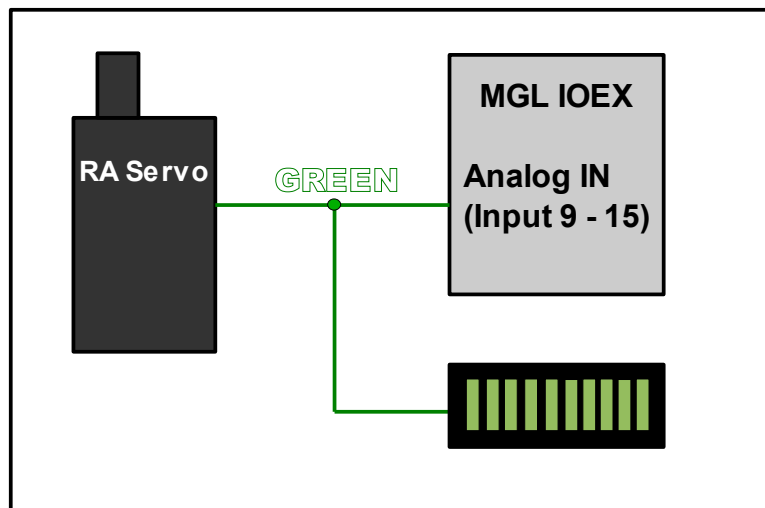 RA Servo
GREEN
MGL IOEX
Analog IN
(Input 9 - 15)